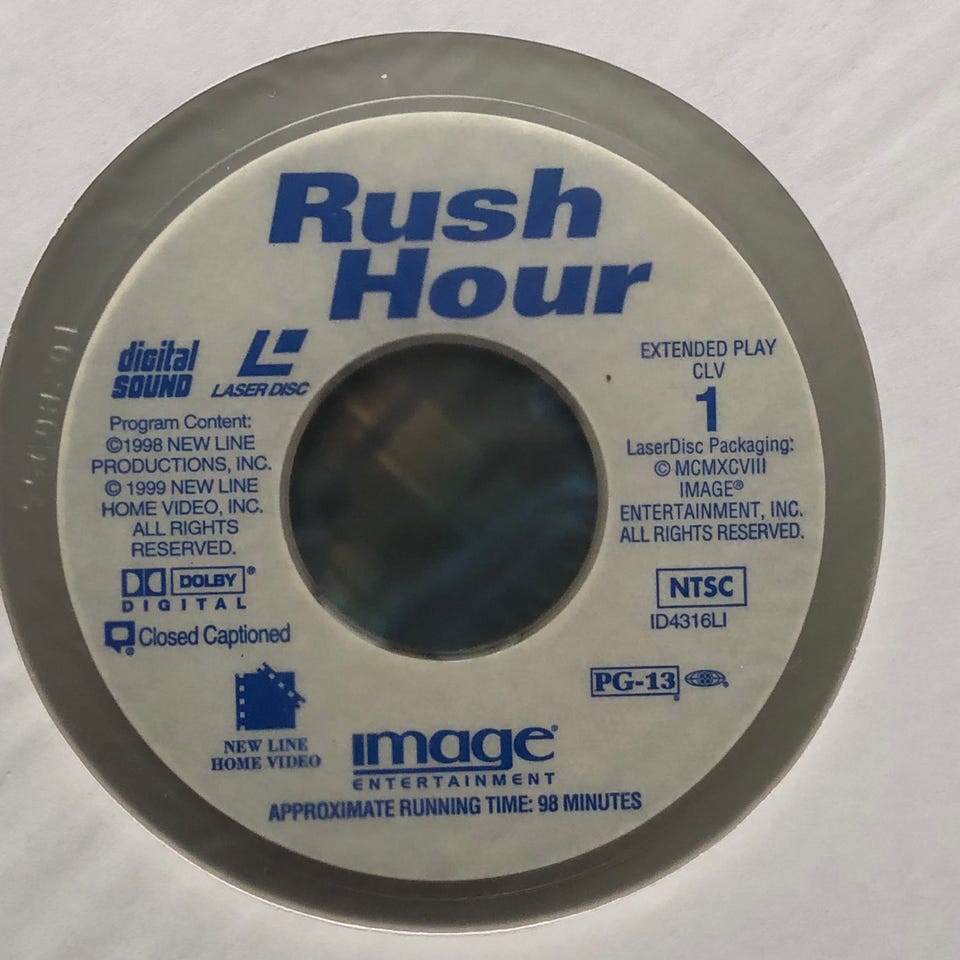 Rush
Hour
digital
SOUND
LASER DISC
Program Content:
©1998 NEW LINE
PRODUCTIONS, INC.
© 1999 NEW LINE
HOME VIDEO, INC.
ALL RIGHTS
RESERVED.
DOLBY®
DIGITAL
Closed Captioned
NEW LINE
HOME VIDEO
EXTENDED PLAY
CLV
1
LaserDisc Packaging:
© MCMXCVIII
IMAGE®
ENTERTAINMENT, INC.
ALL RIGHTS RESERVED.
NTSC
ID4316LI
PG-13
image®
ENTERTAINMENT
APPROXIMATE RUNNING TIME: 98 MINUTES